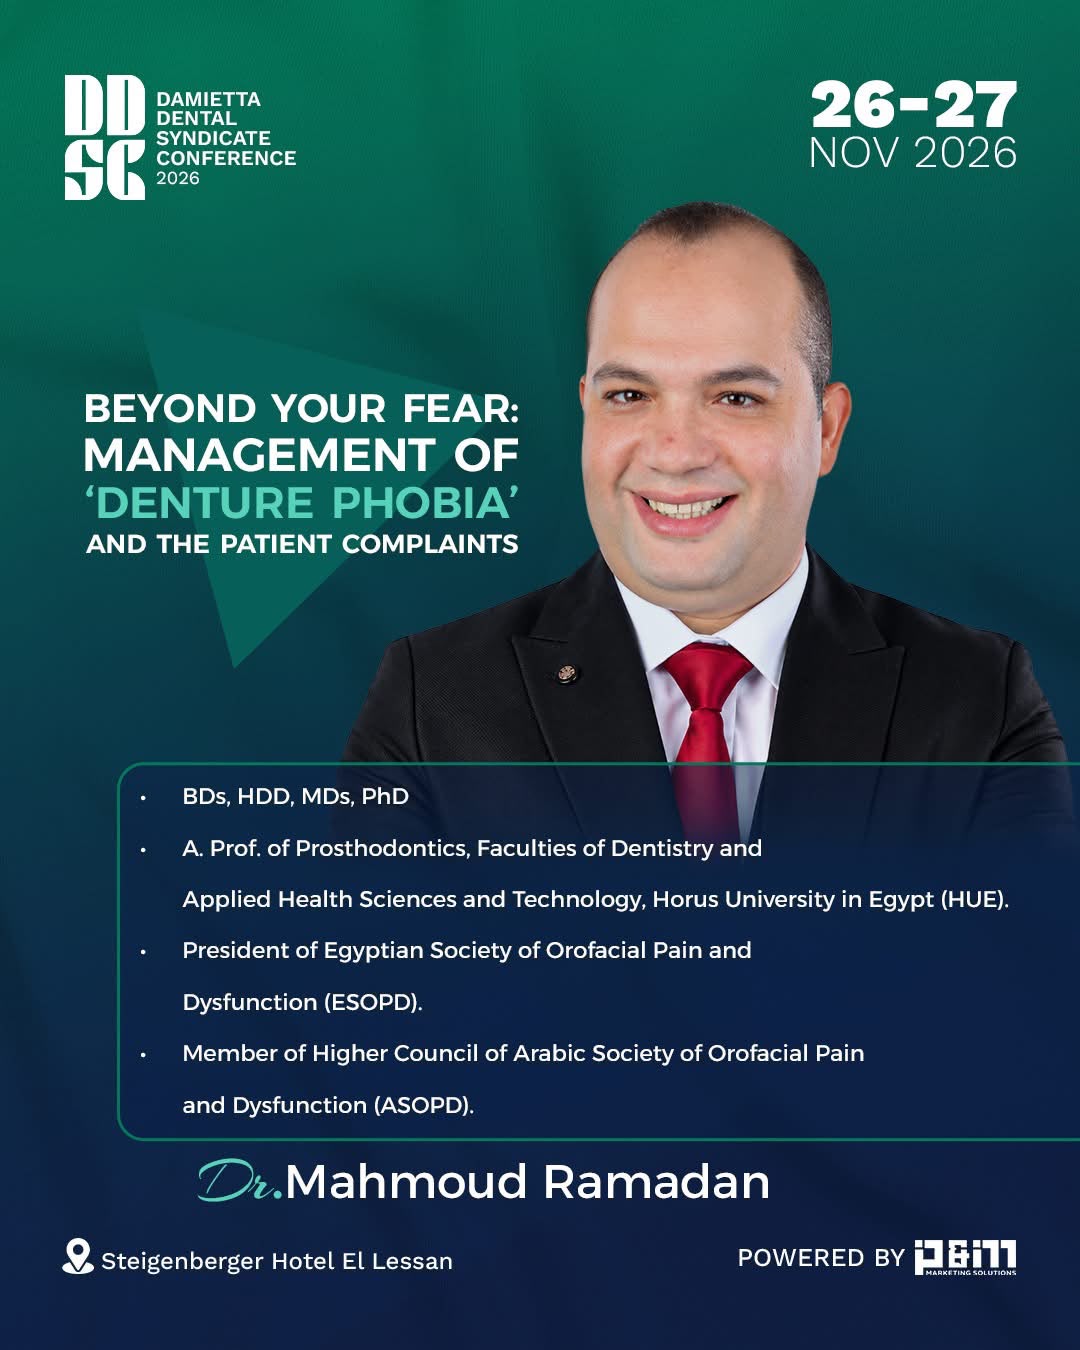 DDSC
DAMIETTA
DENTAL
SYNDICATE
CONFERENCE
2026
26-27
NOV 2026
BEYOND YOUR FEAR:
MANAGEMENT OF
‘DENTURE PHOBIA’
AND THE PATIENT COMPLAINTS
• BDs, HDD, MDs, PhD
• A. Prof. of Prosthodontics, Faculties of Dentistry and
Applied Health Sciences and Technology, Horus University in Egypt (HUE).
• President of Egyptian Society of Orofacial Pain and
Dysfunction (ESOPD).
• Member of Higher Council of Arabic Society of Orofacial Pain
and Dysfunction (ASOPD).
Dr.Mahmoud Ramadan
Steigenberger Hotel El Lessan
POWERED BY P&M
MARKETING SOLUTIONS